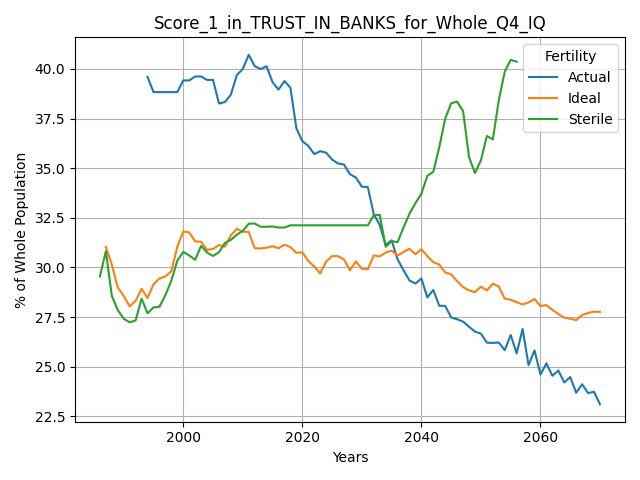 Score_1_in_TRUST_IN_BANKS_for_Whole_Q4_IQ
Fertility
Actual
Ideal
Sterile
% of Whole Population
40.0
37.5
35.0
32.5
30.0
27.5
25.0
22.5
2000
2020
2040
2060
Years